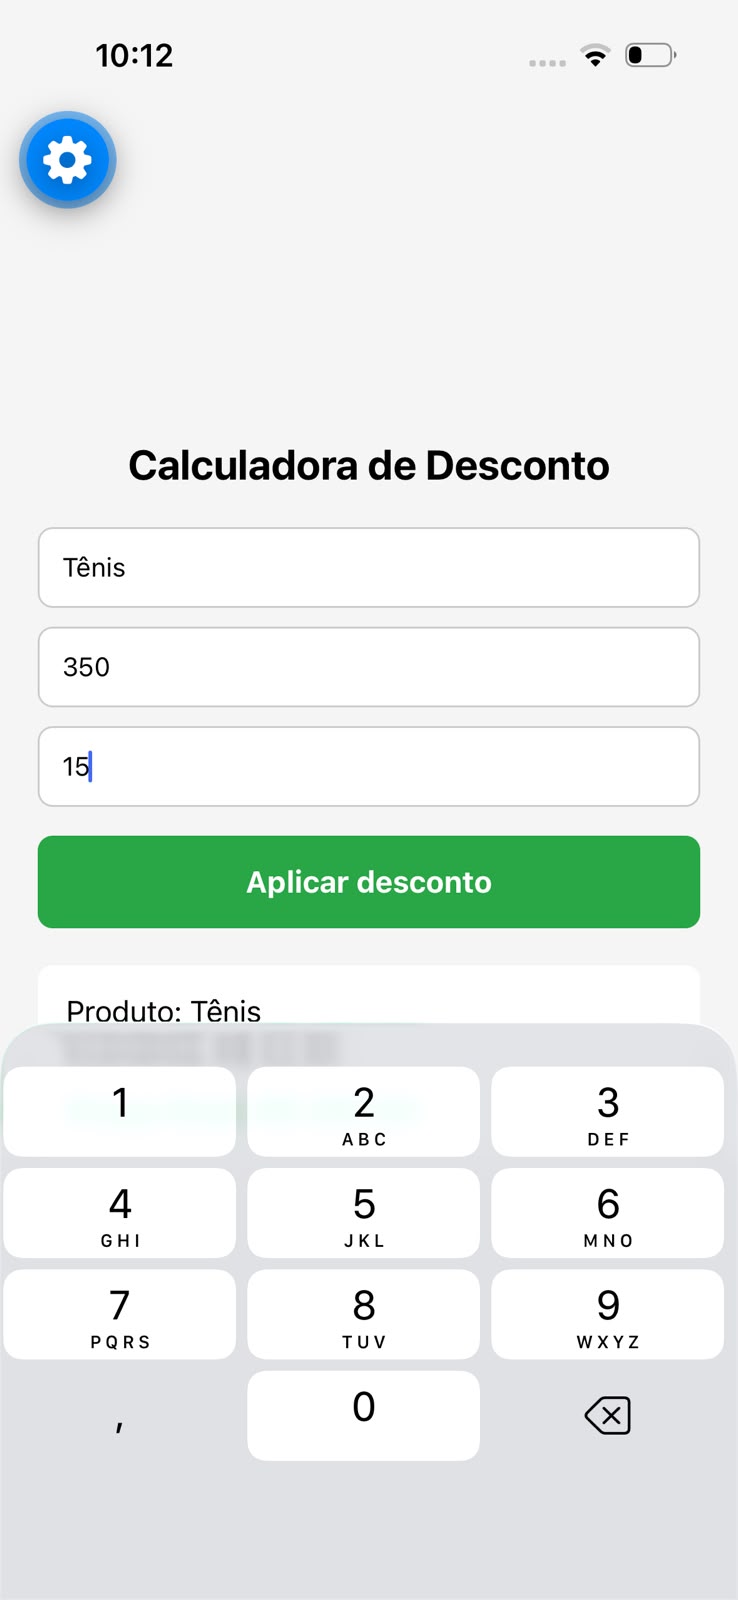 10:12
Calculadora de Desconto
Tênis
350
15
Aplicar desconto
Produto: Tênis
1
2
ABC
3
DEF
4
GHI
5
JKL
6
MNO
7
PQRS
8
TUV
9
WXYZ
,
0